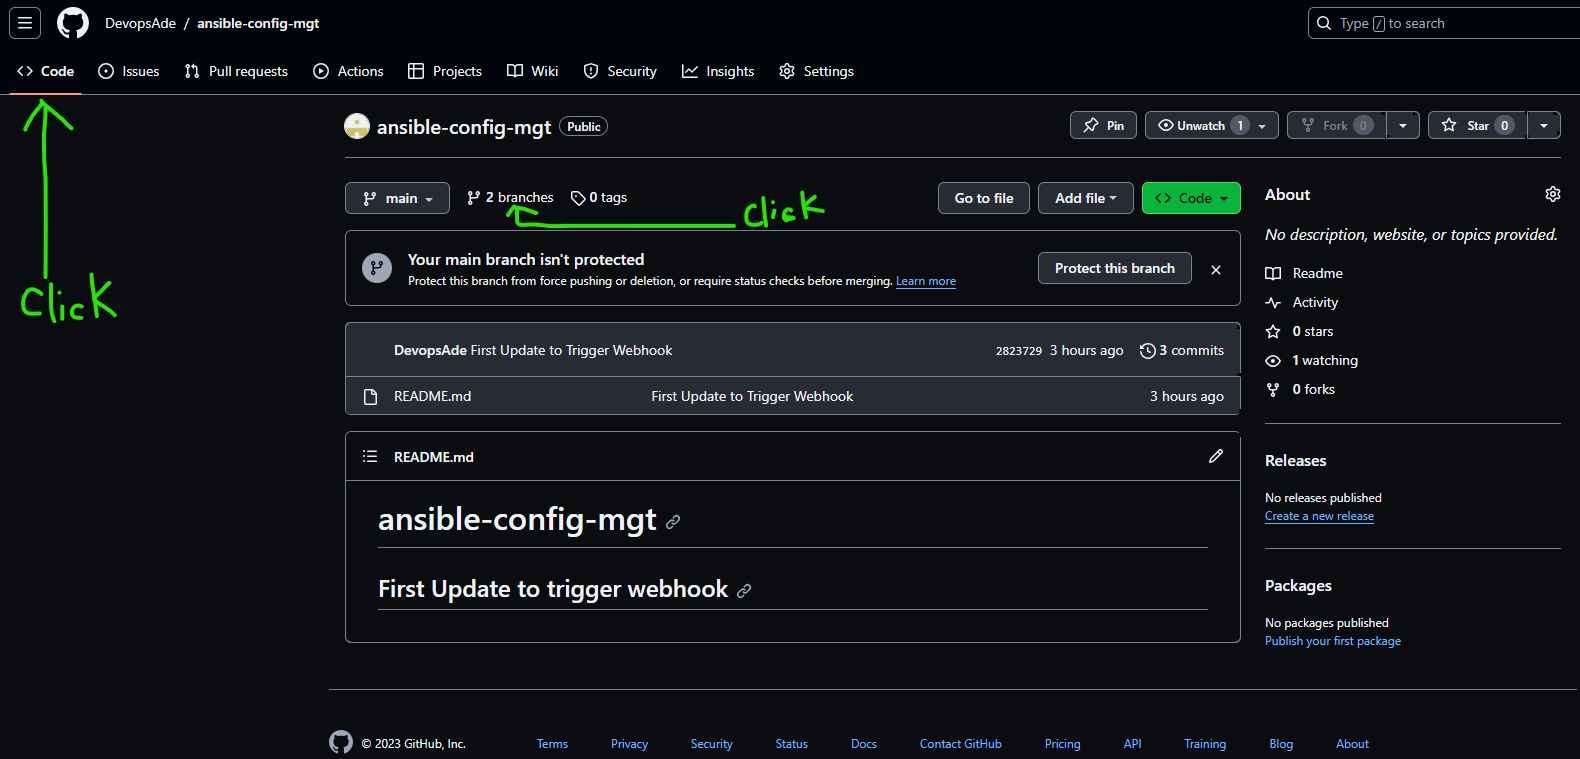 DevopsAde / ansible-config-mgt
Type / to search
Code Issues Pull requests Actions Projects Wiki Security Insights Settings
ansible-config-mgt Public
Pin Unwatch 1 Fork 0 Star 0
main 2 branches 0 tags Go to file Add file Code
Click
Click
Your main branch isn't protected
Protect this branch from force pushing or deletion, or require status checks before merging. Learn more
Protect this branch
DevopsAde First Update to Trigger Webhook 2823729 3 hours ago 3 commits
README.md First Update to Trigger Webhook 3 hours ago
README.md
ansible-config-mgt
First Update to trigger webhook
About
No description, website, or topics provided.
Readme
Activity
0 stars
1 watching
0 forks
Releases
No releases published
Create a new release
Packages
No packages published
Publish your first package
© 2023 GitHub, Inc. Terms Privacy Security Status Docs Contact GitHub Pricing API Training Blog About